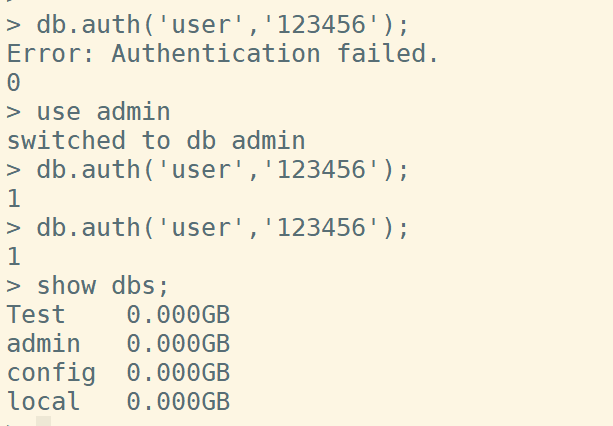 > db.auth('user','123456');
Error: Authentication failed.
0
> use admin
switched to db admin
> db.auth('user','123456');
1
> db.auth('user','123456');
1
> show dbs;
Test    0.000GB
admin   0.000GB
config  0.000GB
local   0.000GB